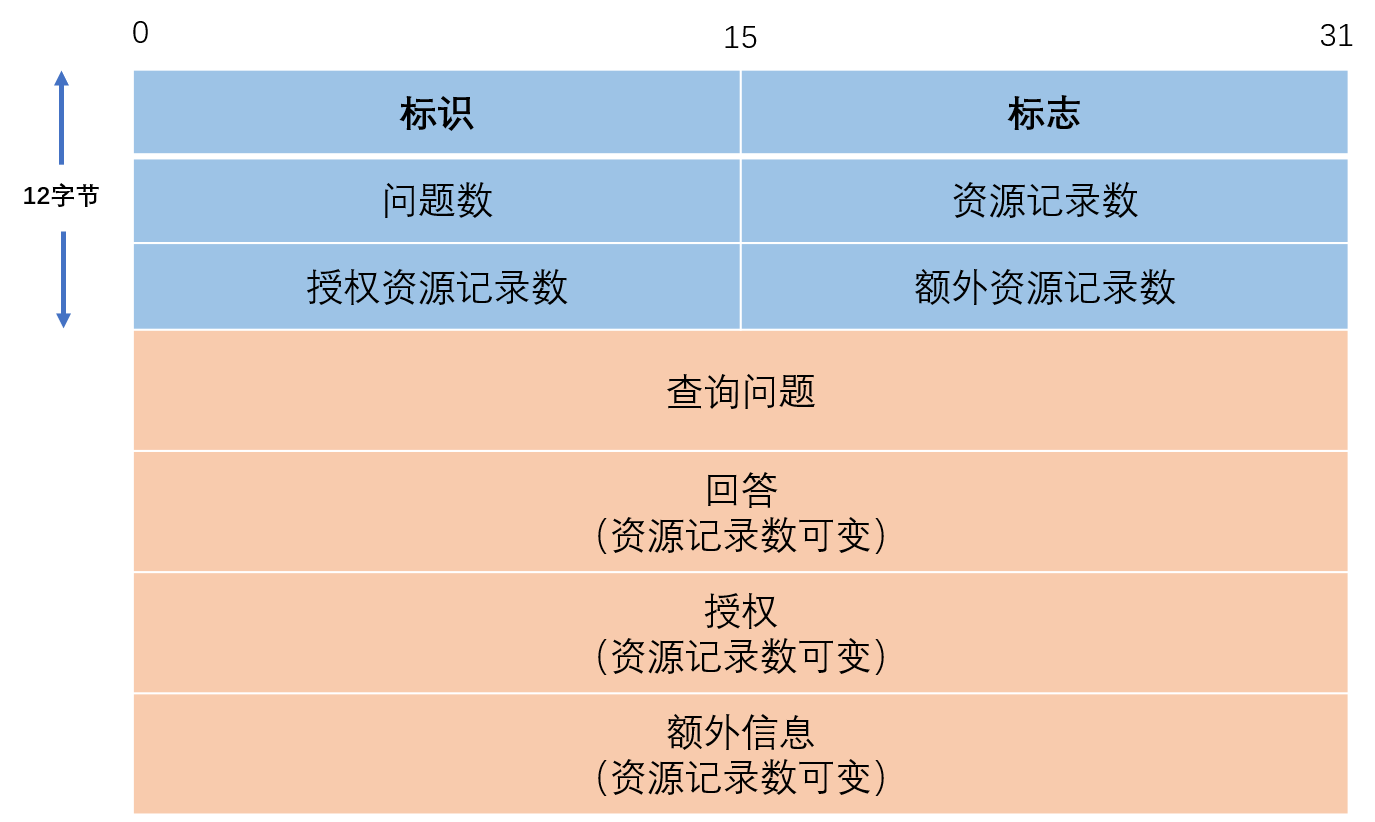 0
15
31
标识
标志
12字节
问题数
资源记录数
授权资源记录数
额外资源记录数
查询问题
回答
（资源记录数可变）
授权
（资源记录数可变）
额外信息
（资源记录数可变）